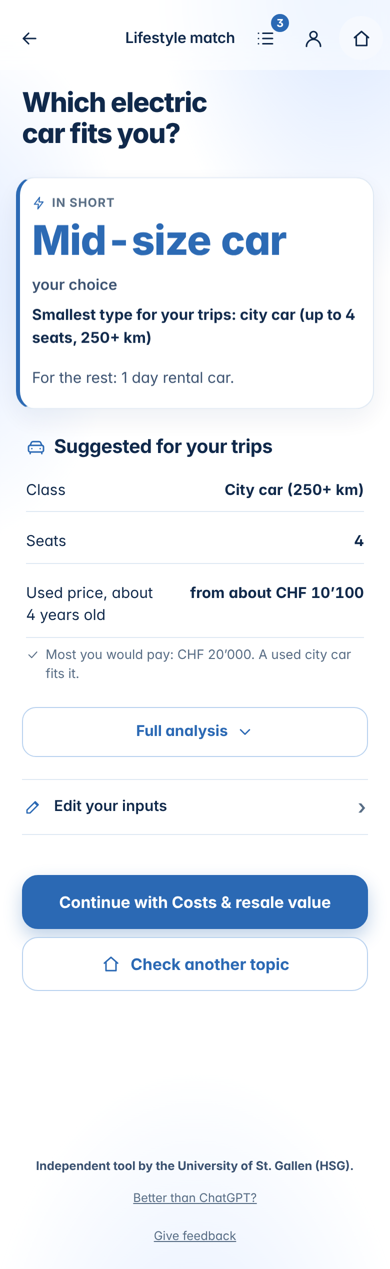 Lifestyle match
3
Which electric
car fits you?
IN SHORT
Mid-size car
your choice
Smallest type for your trips: city car (up to 4
seats, 250+ km)
For the rest: 1 day rental car.
Suggested for your trips
Class City car (250+ km)
Seats 4
Used price, about from about CHF 10’100
4 years old
Most you would pay: CHF 20’000. A used city car
fits it.
Full analysis
Edit your inputs
Continue with Costs & resale value
Check another topic
Independent tool by the University of St. Gallen (HSG).
Better than ChatGPT?
Give feedback